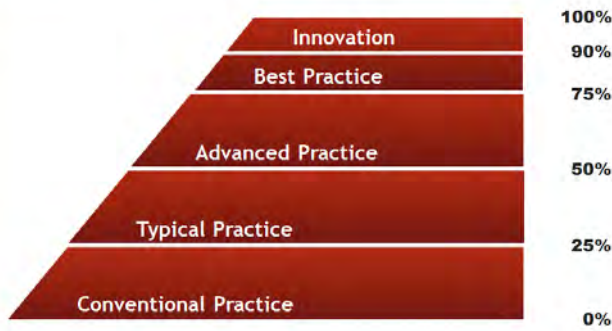 100%
Innovation
90%
Best Practice
75%
Advanced Practice
50%
Typical Practice
25%
Conventional Practice
0%